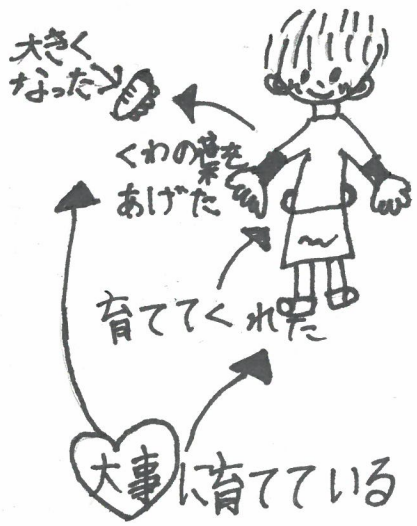 大きく
なった
くわの葉を
あげた
育ててくれた
大事に育てている